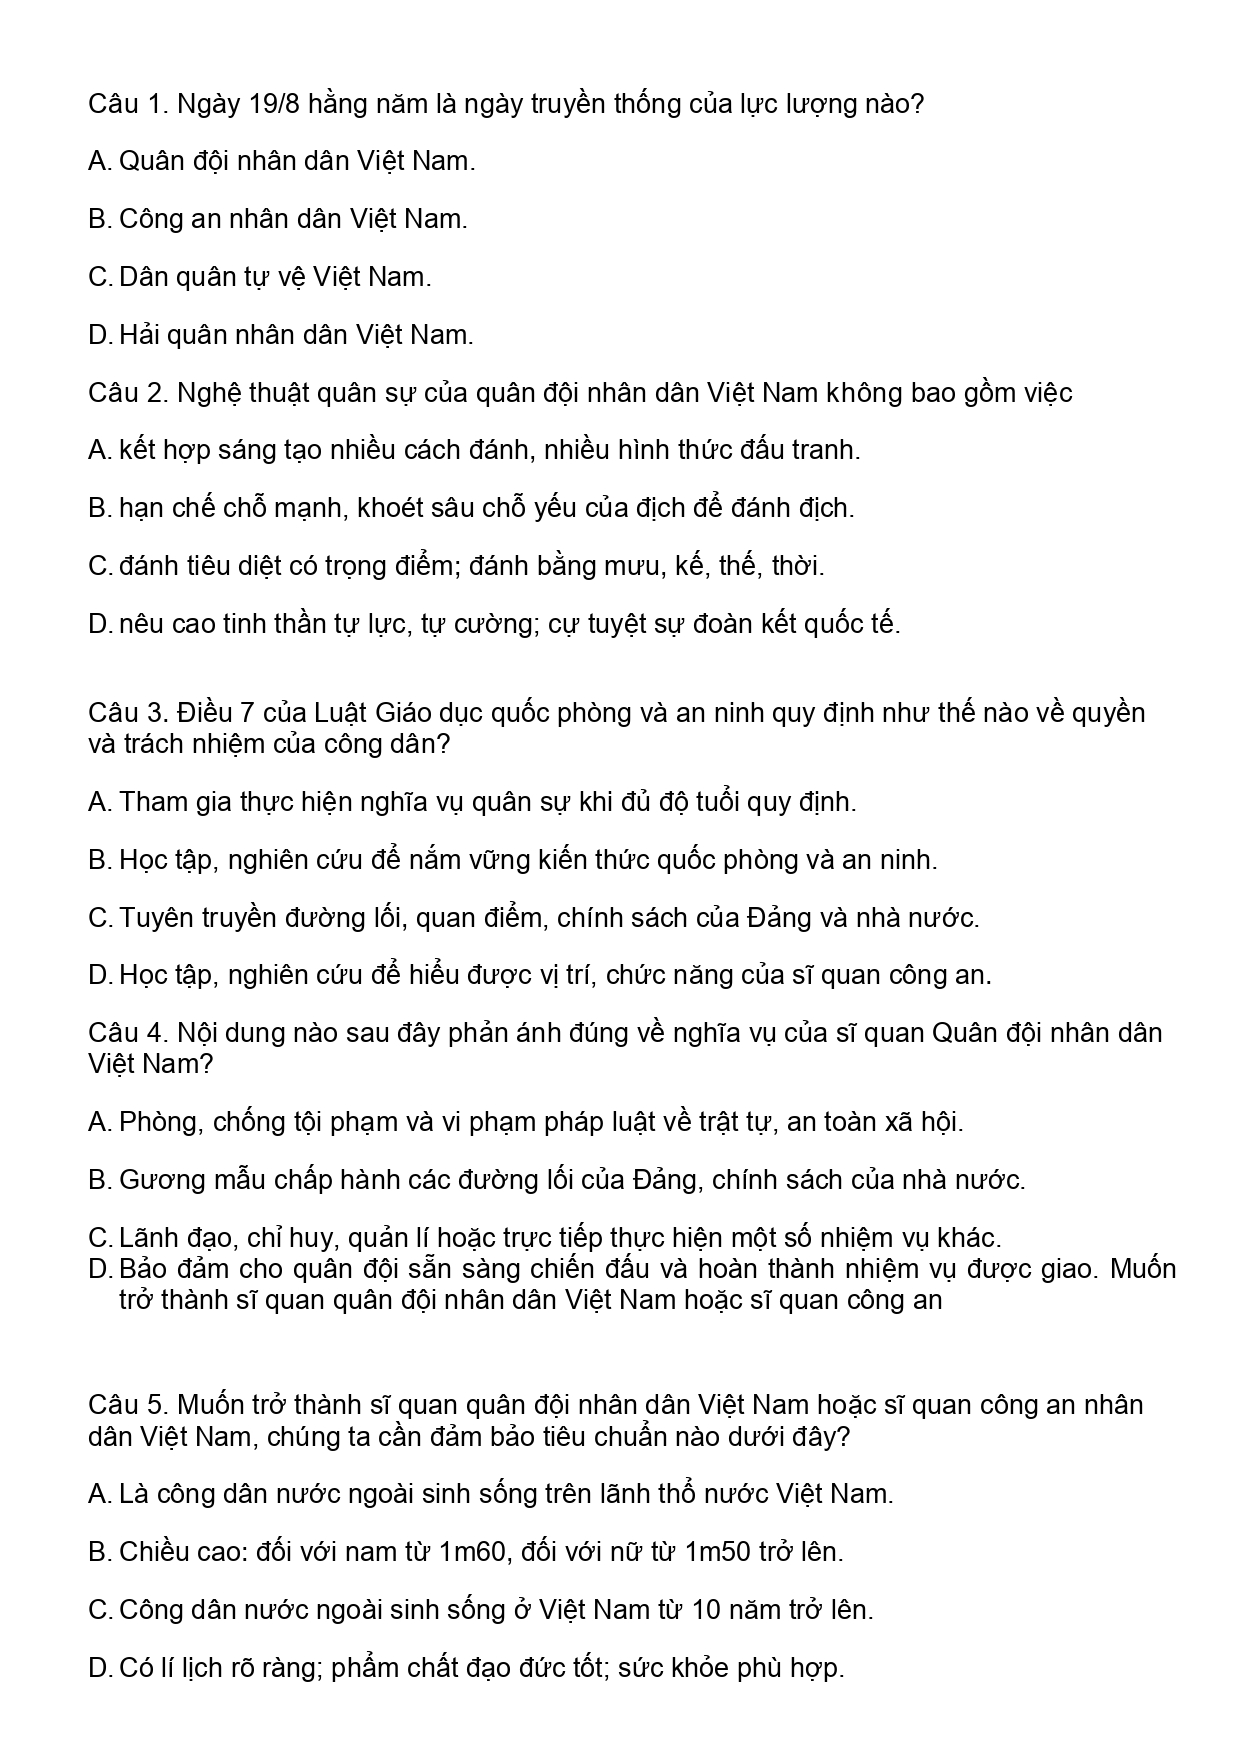 Câu 1. Ngày 19/8 hằng năm là ngày truyền thống của lực lượng nào?
A. Quân đội nhân dân Việt Nam.
B. Công an nhân dân Việt Nam.
C. Dân quân tự vệ Việt Nam.
D. Hải quân nhân dân Việt Nam.
Câu 2. Nghệ thuật quân sự của quân đội nhân dân Việt Nam không bao gồm việc
A. kết hợp sáng tạo nhiều cách đánh, nhiều hình thức đấu tranh.
B. hạn chế chỗ mạnh, khoét sâu chỗ yếu của địch để đánh địch.
C. đánh tiêu diệt có trọng điểm; đánh bằng mưu, kế, thế, thời.
D. nêu cao tinh thần tự lực, tự cường; cự tuyệt sự đoàn kết quốc tế.
Câu 3. Điều 7 của Luật Giáo dục quốc phòng và an ninh quy định như thế nào về quyền
và trách nhiệm của công dân?
A. Tham gia thực hiện nghĩa vụ quân sự khi đủ độ tuổi quy định.
B. Học tập, nghiên cứu để nắm vững kiến thức quốc phòng và an ninh.
C. Tuyên truyền đường lối, quan điểm, chính sách của Đảng và nhà nước.
D. Học tập, nghiên cứu để hiểu được vị trí, chức năng của sĩ quan công an.
Câu 4. Nội dung nào sau đây phản ánh đúng về nghĩa vụ của sĩ quan Quân đội nhân dân
Việt Nam?
A. Phòng, chống tội phạm và vi phạm pháp luật về trật tự, an toàn xã hội.
B. Gương mẫu chấp hành các đường lối của Đảng, chính sách của nhà nước.
C. Lãnh đạo, chỉ huy, quản lí hoặc trực tiếp thực hiện một số nhiệm vụ khác.
D. Bảo đảm cho quân đội sẵn sàng chiến đấu và hoàn thành nhiệm vụ được giao. Muốn
trở thành sĩ quan quân đội nhân dân Việt Nam hoặc sĩ quan công an
Câu 5. Muốn trở thành sĩ quan quân đội nhân dân Việt Nam hoặc sĩ quan công an nhân
dân Việt Nam, chúng ta cần đảm bảo tiêu chuẩn nào dưới đây?
A. Là công dân nước ngoài sinh sống trên lãnh thổ nước Việt Nam.
B. Chiều cao: đối với nam từ 1m60, đối với nữ từ 1m50 trở lên.
C. Công dân nước ngoài sinh sống ở Việt Nam từ 10 năm trở lên.
D. Có lí lịch rõ ràng; phẩm chất đạo đức tốt; sức khỏe phù hợp.